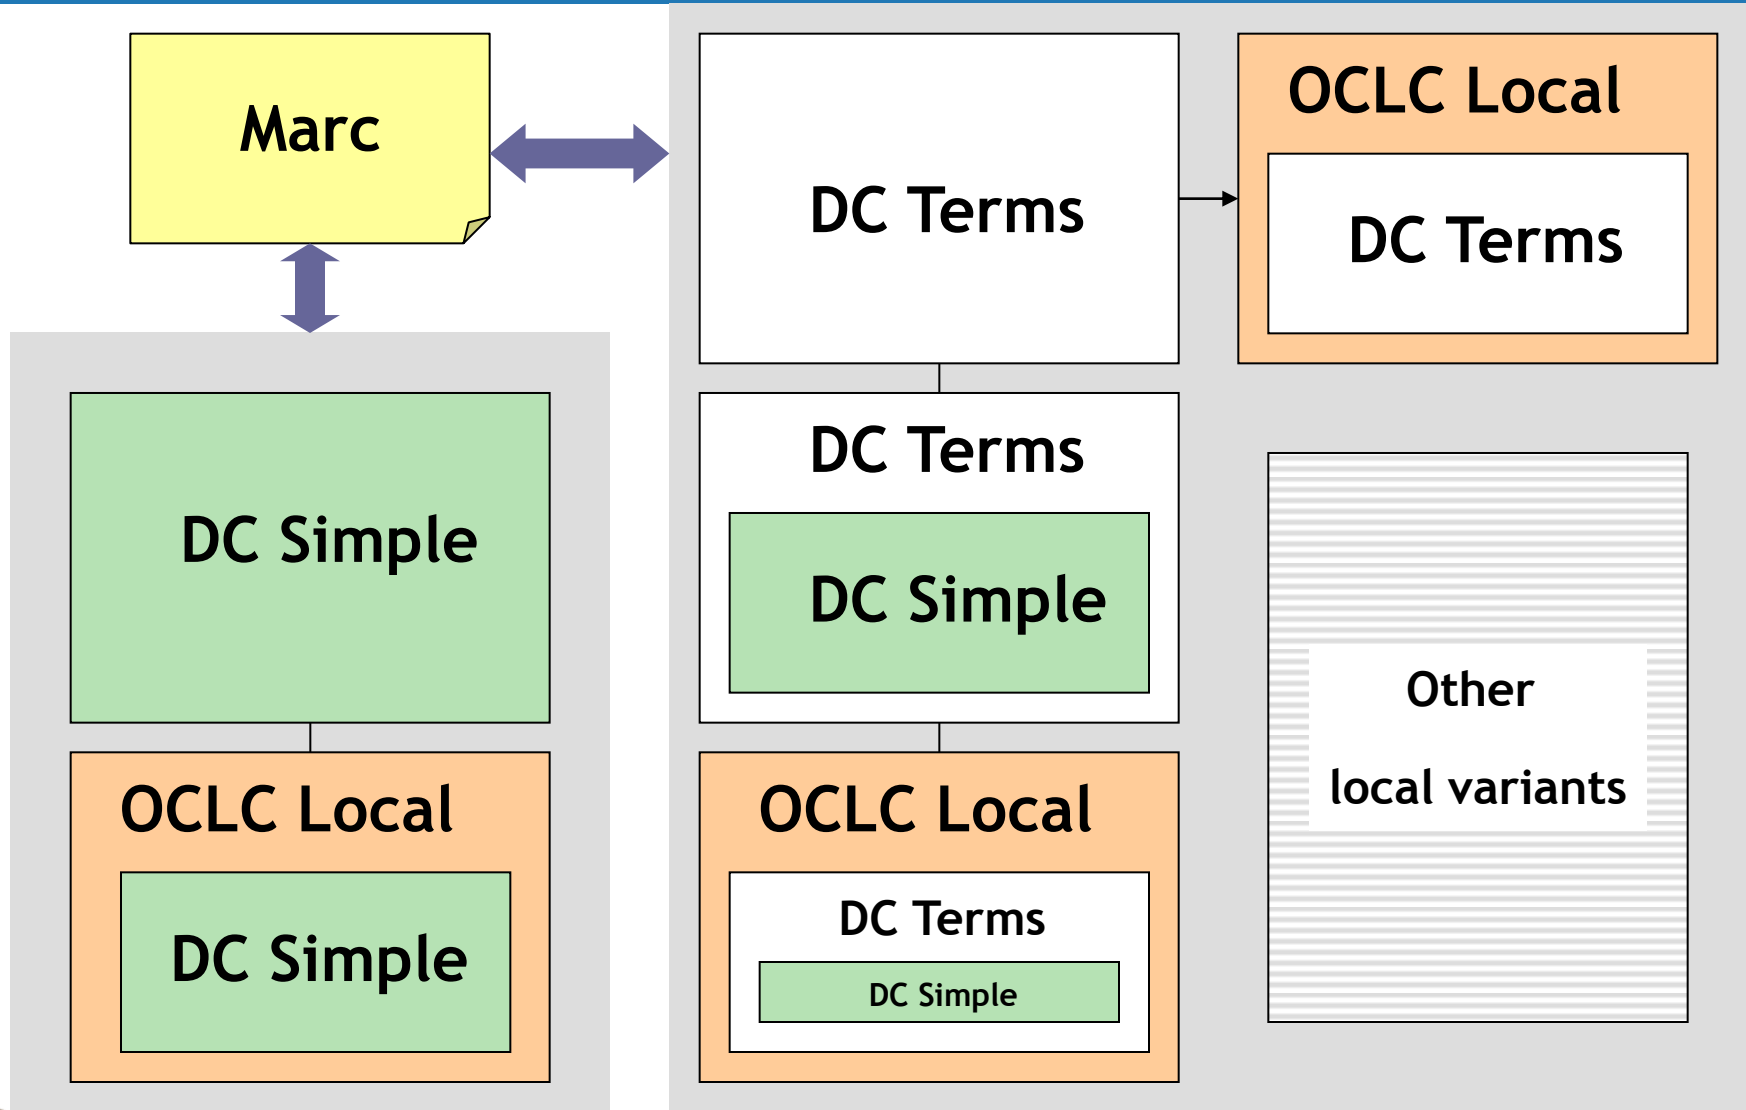 Marc
DC Simple
OCLC Local
DC Simple
DC Terms
DC Terms
DC Simple
OCLC Local
DC Terms
DC Simple
OCLC Local
DC Terms
Other
local variants